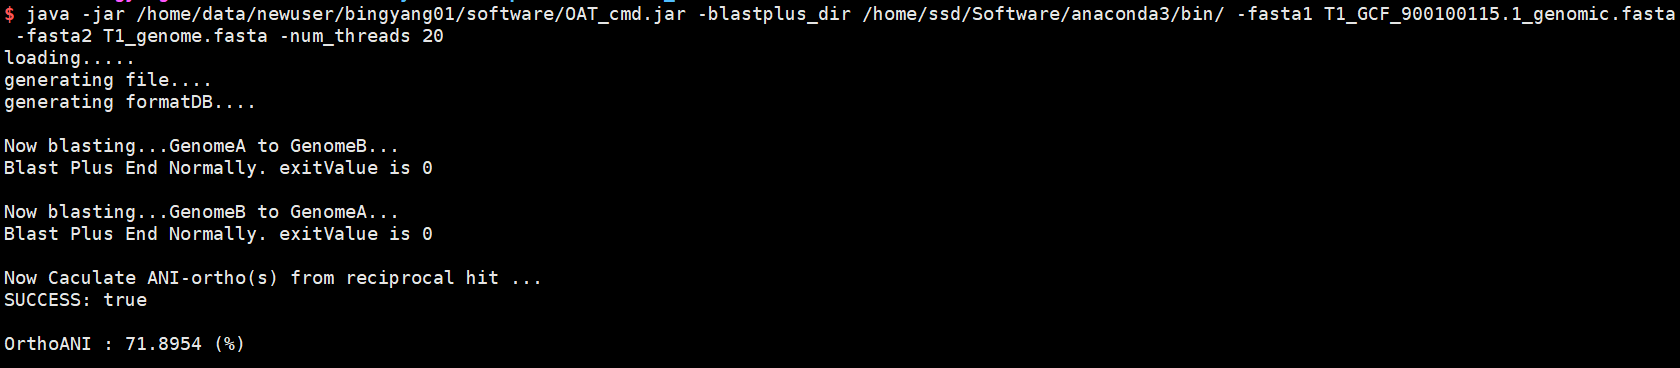 $ java -jar /home/data/newuser/bingyang01/software/OAT_cmd.jar -blastplus_dir /home/ssd/Software/anaconda3/bin/ -fasta1 T1_GCF_900100115.1_genomic.fasta
-fasta2 T1_genome.fasta -num_threads 20
loading.....
generating file....
generating formatDB....
Now blasting...GenomeA to GenomeB...
Blast Plus End Normally. exitValue is 0
Now blasting...GenomeB to GenomeA...
Blast Plus End Normally. exitValue is 0
Now Caculate ANI-ortho(s) from reciprocal hit ...
SUCCESS: true
OrthoANI : 71.8954 (%)